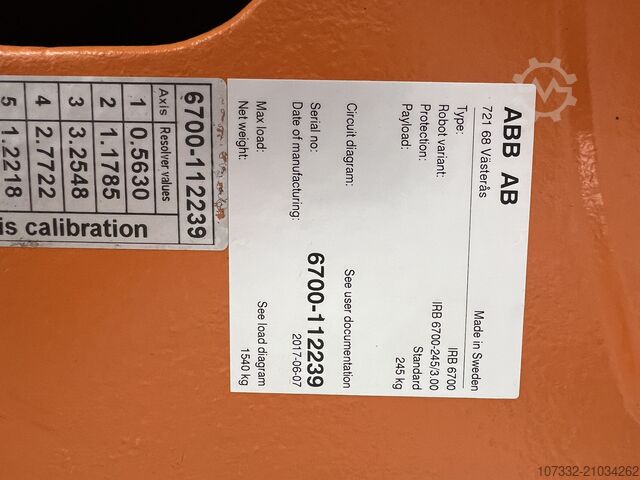 ABB AB
721 68 Västerås
Made in Sweden
Type: IRB 6700
Robot variant: IRB 6700-245/3.00
Protection: Standard
Payload: 245 kg
Circuit diagram: See user documentation
Serial no: 6700-112239
Date of manufacturing: 2017-06-07
Max load: See load diagram
Net weight: 1540 kg
6700-112239
Axis Resolver values
1 0.5630
2 1.1785
3 3.2548
4 2.7722
5 1.2218
is calibration
107332-21034262